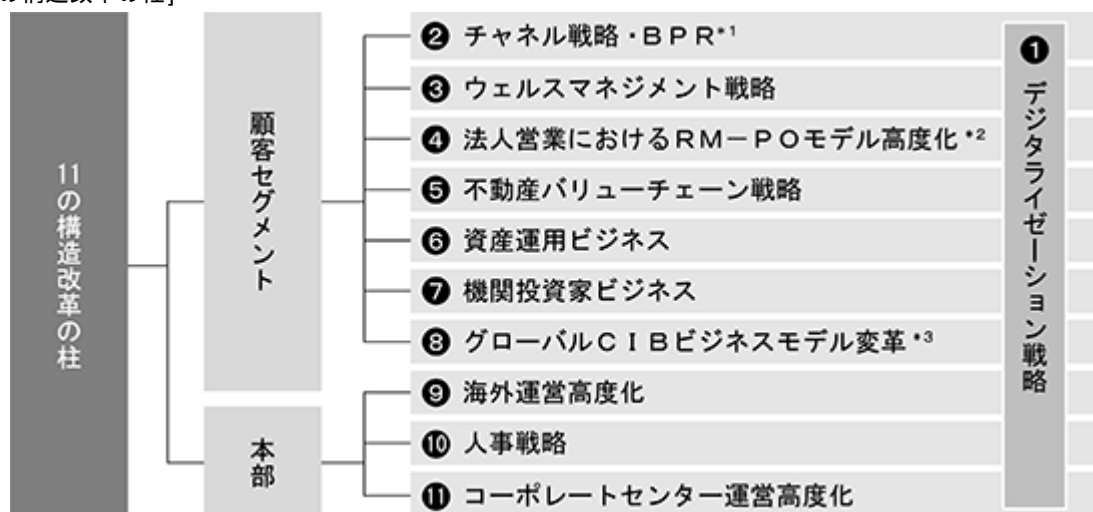 の構造改革の柱]
11の構造改革の柱
顧客セグメント
❷ チャネル戦略・BPR*1
❸ ウェルスマネジメント戦略
❹ 法人営業におけるRM-POモデル高度化*2
❺ 不動産バリューチェーン戦略
❻ 資産運用ビジネス
❼ 機関投資家ビジネス
❽ グローバルCIBビジネスモデル変革*3
本部
❾ 海外運営高度化
❿ 人事戦略
⓫ コーポレートセンター運営高度化
❶ デジタライゼーション戦略